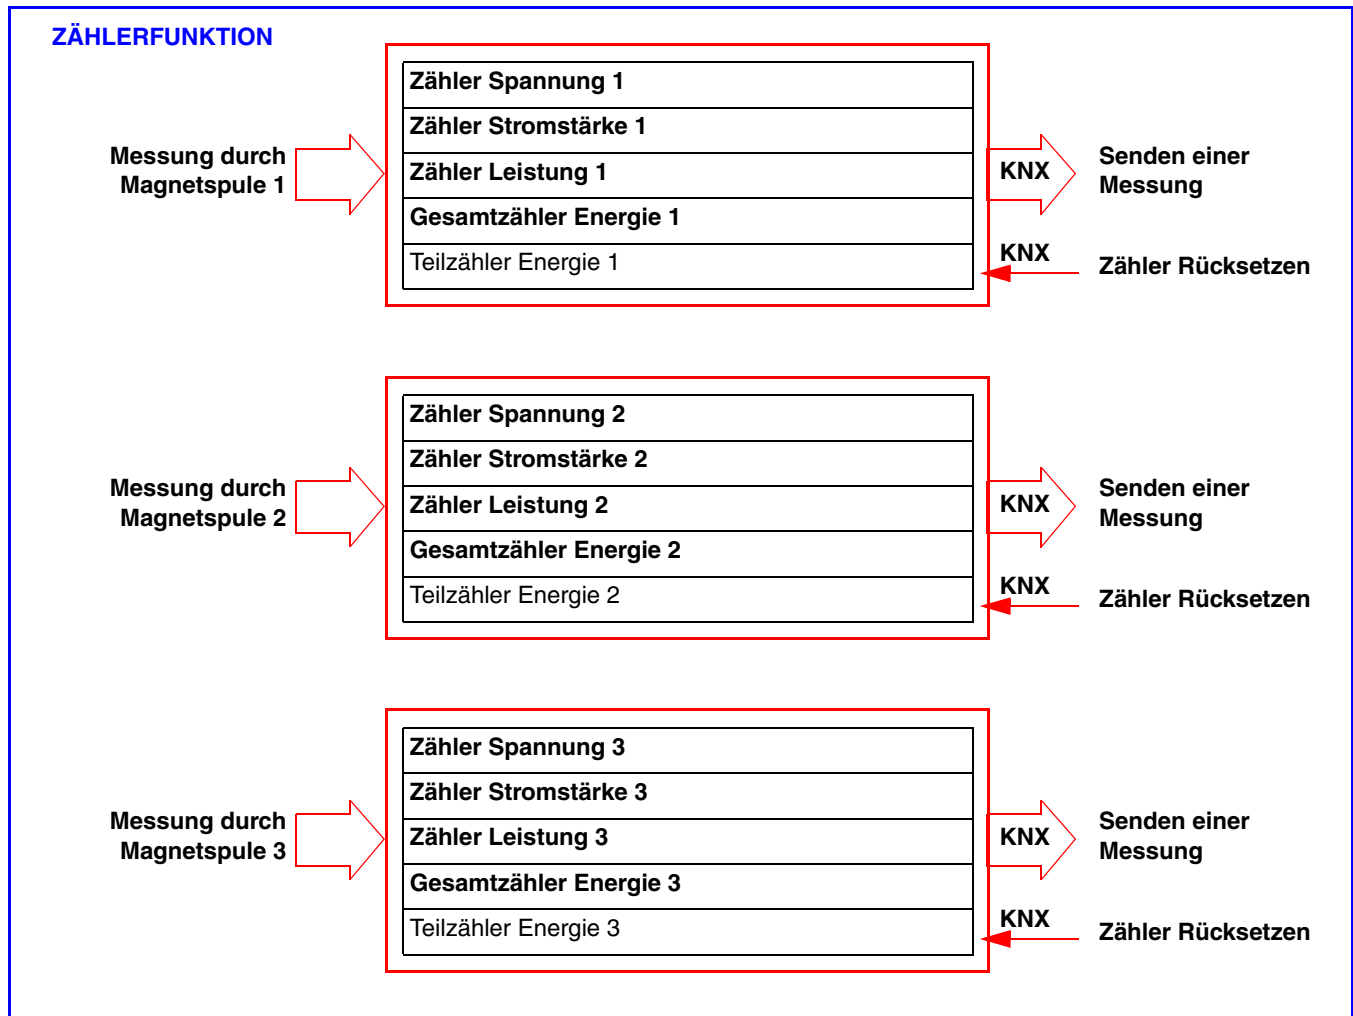 ZÄHLERFUNKTION
Zähler Spannung 1
Zähler Stromstärke 1
Messung durch
Magnetspule 1
Zähler Leistung 1
KNX
Senden einer
Messung
Gesamtzähler Energie 1
Teilzähler Energie 1
KNX
Zähler Rücksetzen
Zähler Spannung 2
Zähler Stromstärke 2
Messung durch
Magnetspule 2
Zähler Leistung 2
KNX
Senden einer
Messung
Gesamtzähler Energie 2
Teilzähler Energie 2
KNX
Zähler Rücksetzen
Zähler Spannung 3
Zähler Stromstärke 3
Messung durch
Magnetspule 3
Zähler Leistung 3
KNX
Senden einer
Messung
Gesamtzähler Energie 3
Teilzähler Energie 3
KNX
Zähler Rücksetzen